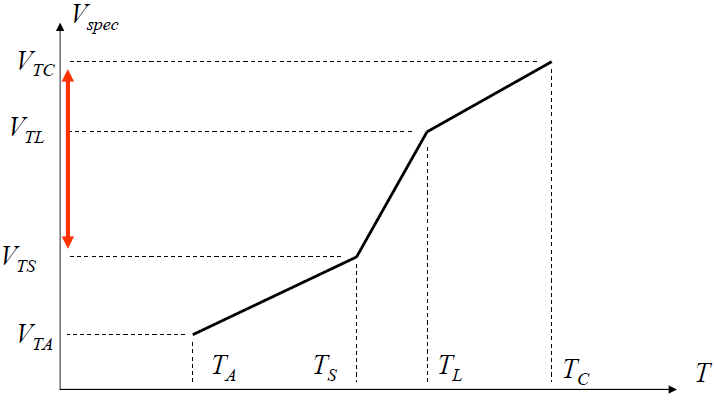 V_spec
V_TC
V_TL
V_TS
V_TA
T_A
T_S
T_L
T_C
T